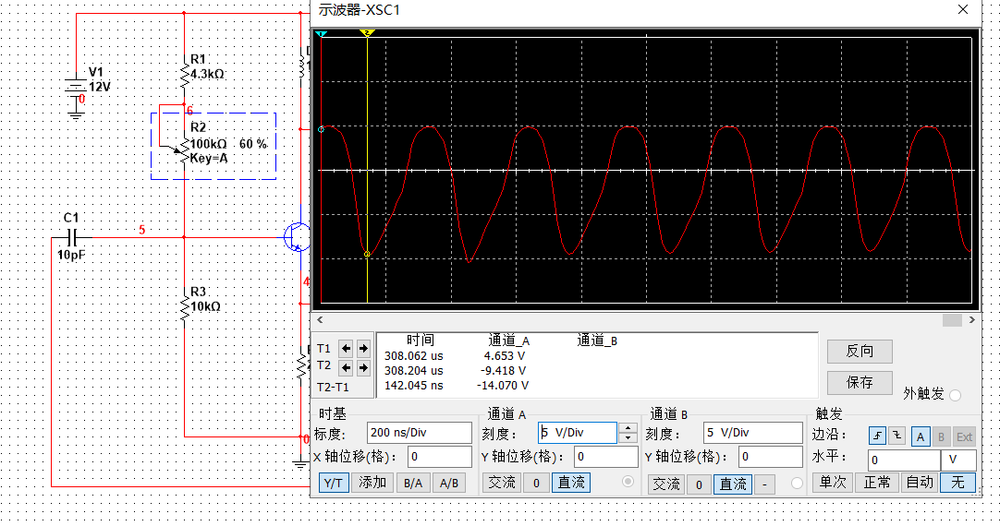 示波器-XSC1
V1
12V
0
R1
4.3kΩ
6
R2
100kΩ 60 %
Key=A
C1
10pF
5
R3
10kΩ
4
0
1
2
T1
T2
T2-T1
时间 通道_A 通道_B
308.062 us 4.653 V
308.204 us -9.418 V
142.045 ns -14.070 V
反向
保存
外触发
时基
标度: 200 ns/Div
X 轴位移(格): 0
Y/T 添加 B/A A/B
通道 A
刻度: 5 V/Div
Y 轴位移(格): 0
交流 0 直流
通道 B
刻度: 5 V/Div
Y 轴位移(格): 0
交流 0 直流 -
触发
边沿: A B Ext
水平: 0 V
单次 正常 自动 无